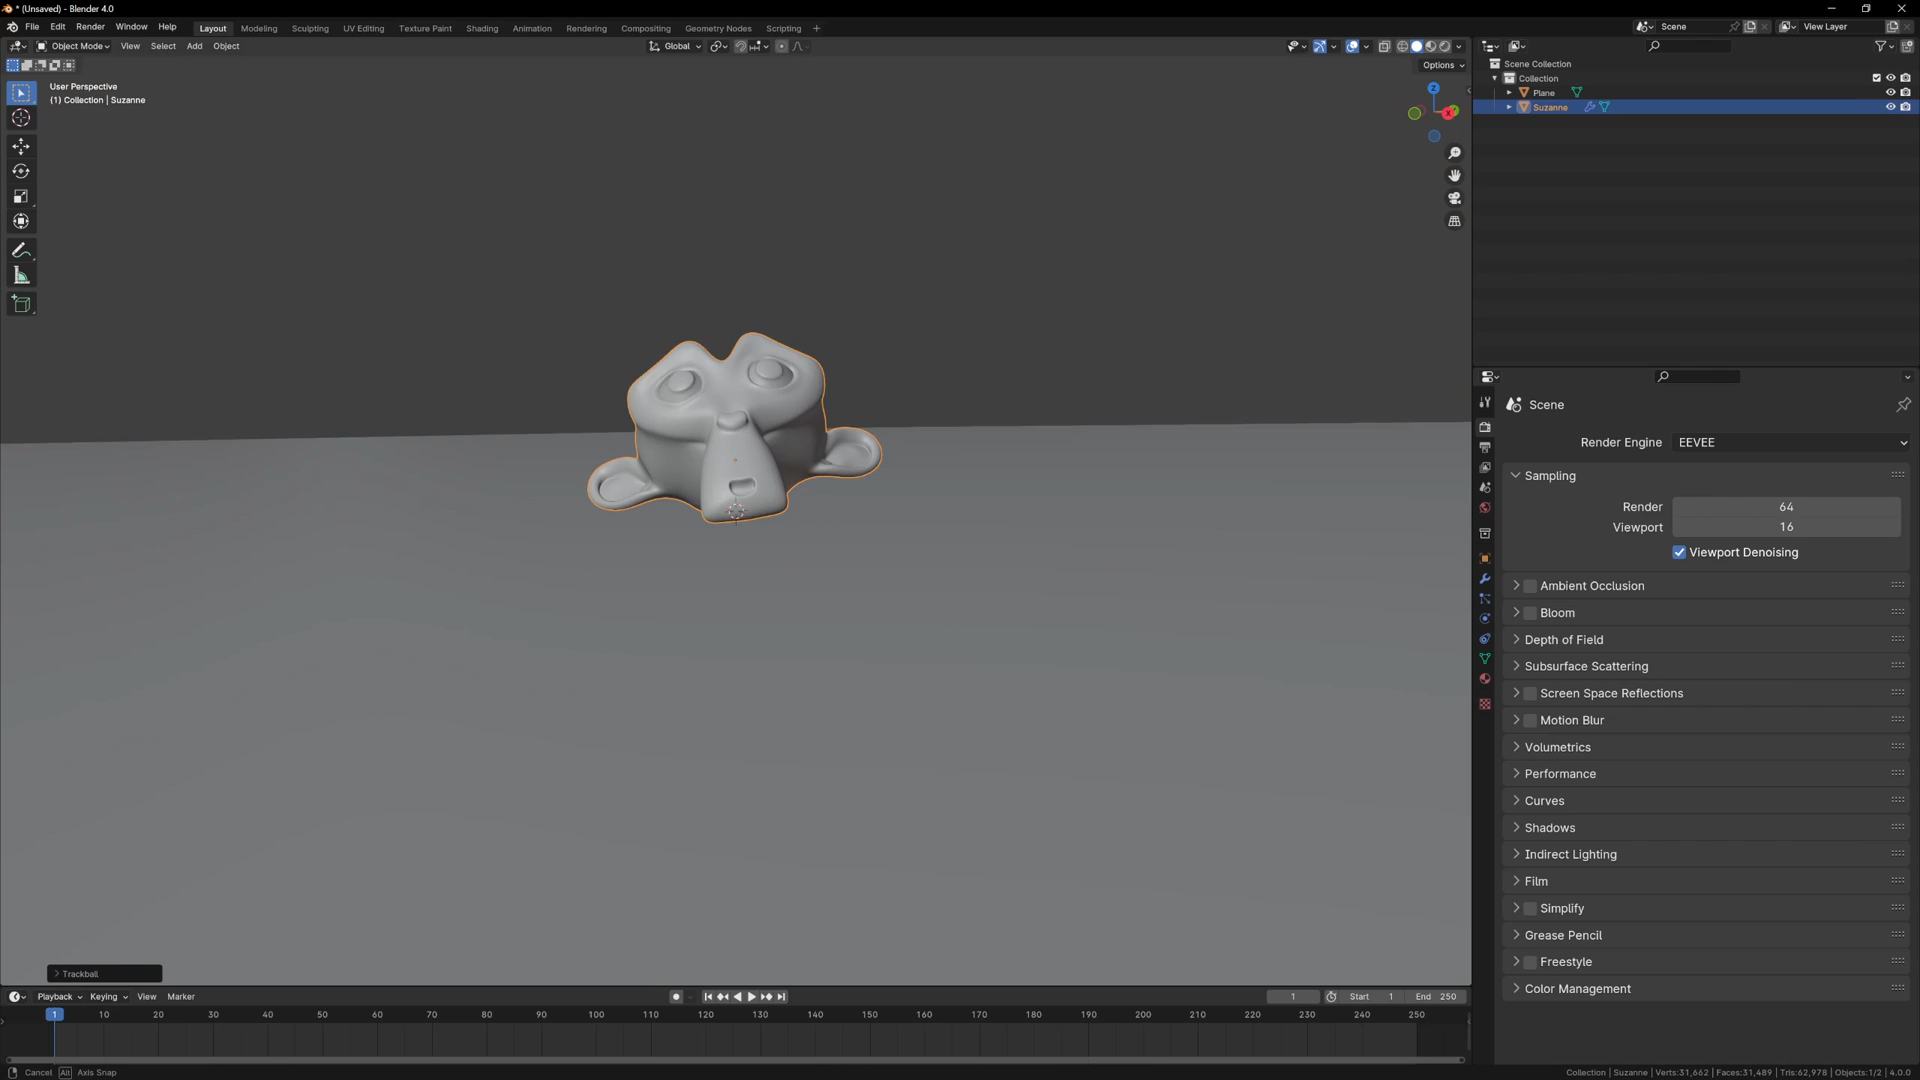 * (Unsaved) - Blender 4.0
File Edit Render Window Help
Layout Modeling Sculpting UV Editing Texture Paint Shading Animation Rendering Compositing Geometry Nodes Scripting +
Scene
View Layer
Object Mode View Select Add Object
Global
Options
User Perspective
(1) Collection | Suzanne
Z
X
Scene Collection
Collection
Plane
Suzanne
Scene
Render Engine EEVEE
Sampling
Render 64
Viewport 16
Viewport Denoising
Ambient Occlusion
Bloom
Depth of Field
Subsurface Scattering
Screen Space Reflections
Motion Blur
Volumetrics
Performance
Curves
Shadows
Indirect Lighting
Film
Simplify
Grease Pencil
Freestyle
Color Management
Trackball
Playback Keying View Marker
1 Start 1 End 250
1 10 20 30 40 50 60 70 80 90 100 110 120 130 140 150 160 170 180 190 200 210 220 230 240 250
Cancel Alt Axis Snap
Collection | Suzanne | Verts:31,662 | Faces:31,489 | Tris:62,978 | Objects:1/2 | 4.0.0